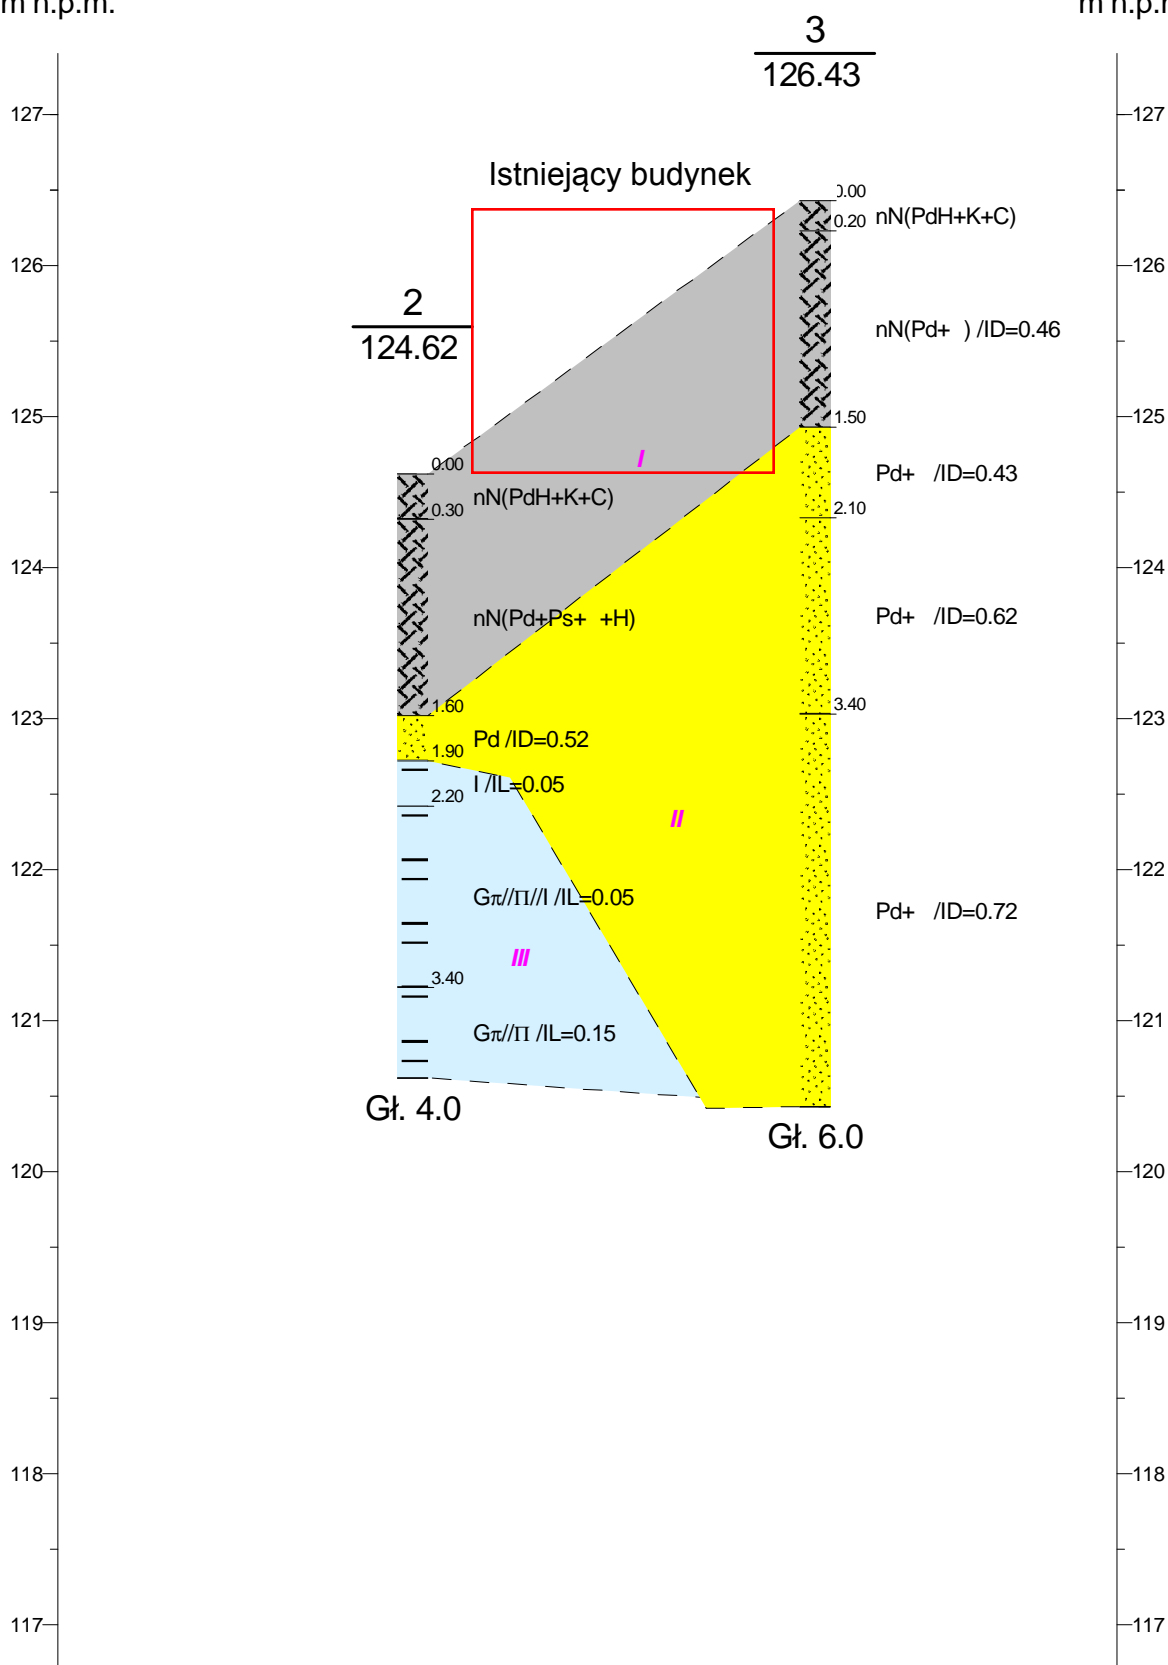 m n.p.m.
m n.p.m
3
126.43
127
127
Istniejący budynek
0.00
0.20
nN(PdH+K+C)
126
126
2
124.62
nN(Pd+ ) /ID=0.46
125
125
1.50
0.00
I
Pd+ /ID=0.43
nN(PdH+K+C)
0.30
2.10
124
124
nN(Pd+Ps+ +H)
Pd+ /ID=0.62
1.60
3.40
123
123
Pd /ID=0.52
1.90
I /IL=0.05
2.20
II
122
122
Gπ//Π//I /IL=0.05
Pd+ /ID=0.72
III
3.40
121
121
Gπ//Π /IL=0.15
Gł. 4.0
Gł. 6.0
120
120
119
119
118
118
117
117